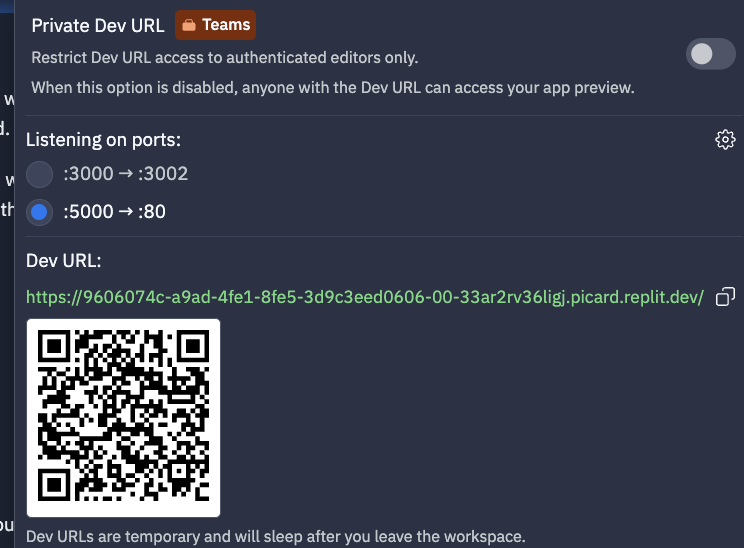 Private Dev URL Teams
Restrict Dev URL access to authenticated editors only.
When this option is disabled, anyone with the Dev URL can access your app preview.
Listening on ports:
:3000 → :3002
:5000 → :80
Dev URL:
https://9606074c-a9ad-4fe1-8fe5-3d9c3eed0606-00-33ar2rv36ligj.picard.replit.dev/
Dev URLs are temporary and will sleep after you leave the workspace.